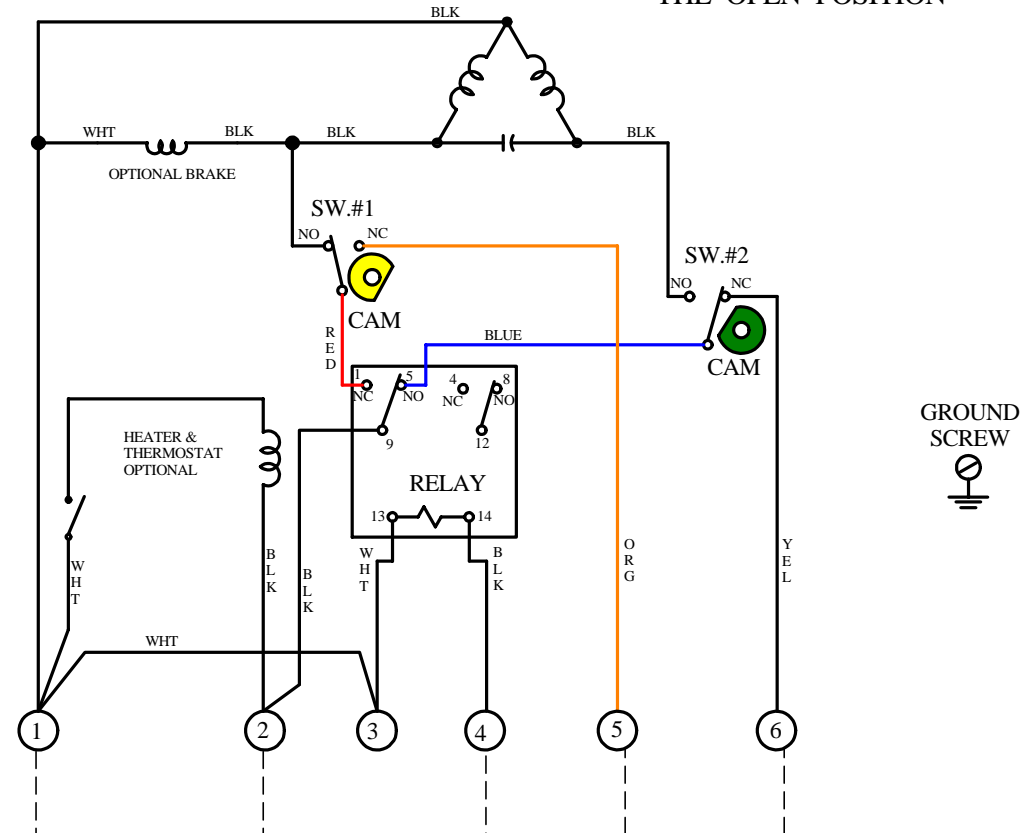 THE OPEN POSITION
BLK
WHT
BLK
BLK
BLK
OPTIONAL BRAKE
SW.#1
NO
NC
SW.#2
NO
NC
CAM
RED
BLUE
CAM
1
5
4
8
NC
NO
NC
NO
9
12
HEATER &
THERMOSTAT
OPTIONAL
RELAY
13
14
GROUND
SCREW
WHT
BLK
BLK
WHT
BLK
ORG
YEL
WHT
1
2
3
4
5
6